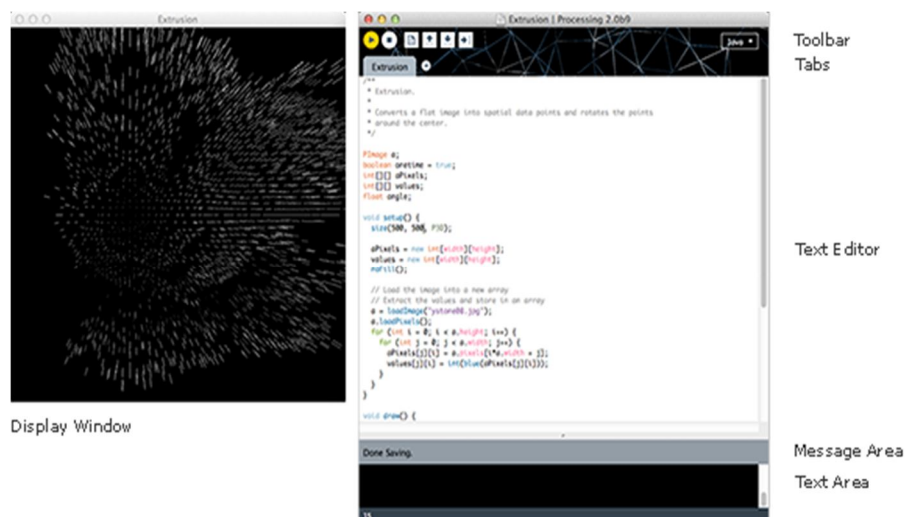 Extrusion
Extrusion | Processing 2.0b9
Java
Toolbar
Extrusion
Tabs
/**
* Extrusion.
*
* Converts a flat image into spatial data points and rotates the points
* around the center.
*/
PImage a;
boolean onetime = true;
int[][] aPixels;
int[][] values;
float angle;
void setup() {
size(500, 500, P3D);
aPixels = new int[width][height];
values = new int[width][height];
noFill();
// Load the image into a new array
// Extract the values and store in an array
a = loadImage("ystone08.jpg");
a.loadPixels();
for (int i = 0; i < a.height; i++) {
for (int j = 0; j < a.width; j++) {
aPixels[j][i] = a.pixels[i*a.width + j];
values[j][i] = int(blue(aPixels[j][i]));
}
}
}
void draw() {
Text Editor
Display Window
Done Saving.
Message Area
Text Area
15